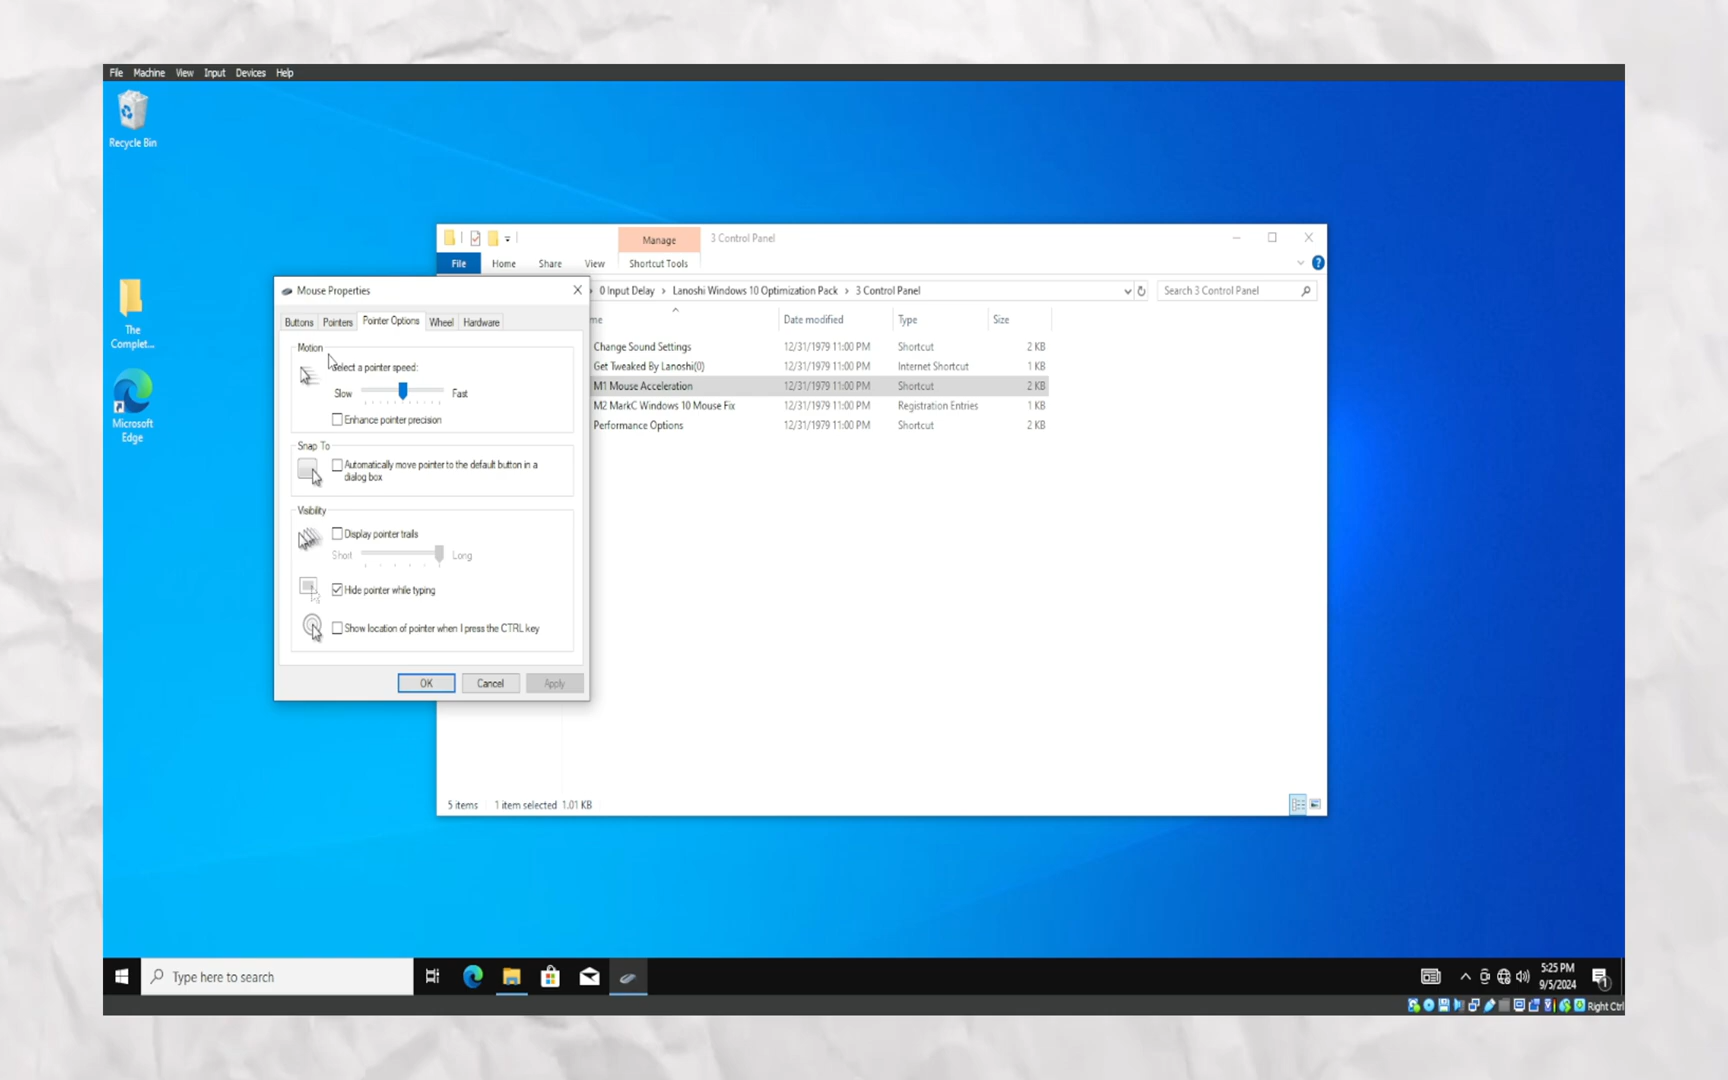 File Machine View Input Devices Help
Recycle Bin
The
Complet...
Microsoft
Edge
Manage
3 Control Panel
File Home Share View Shortcut Tools
0 Input Delay › Lanoshi Windows 10 Optimization Pack › 3 Control Panel
Search 3 Control Panel
me Date modified Type Size
Change Sound Settings 12/31/1979 11:00 PM Shortcut 2 KB
Get Tweaked By Lanoshi(0) 12/31/1979 11:00 PM Internet Shortcut 1 KB
M1 Mouse Acceleration 12/31/1979 11:00 PM Shortcut 2 KB
M2 MarkC Windows 10 Mouse Fix 12/31/1979 11:00 PM Registration Entries 1 KB
Performance Options 12/31/1979 11:00 PM Shortcut 2 KB
5 items 1 item selected 1.01 KB
Mouse Properties
Buttons Pointers Pointer Options Wheel Hardware
Motion
Select a pointer speed:
Slow Fast
Enhance pointer precision
Snap To
Automatically move pointer to the default button in a
dialog box
Visibility
Display pointer trails
Short Long
Hide pointer while typing
Show location of pointer when I press the CTRL key
OK Cancel Apply
Type here to search
5:25 PM
9/5/2024
1
Right Ctrl